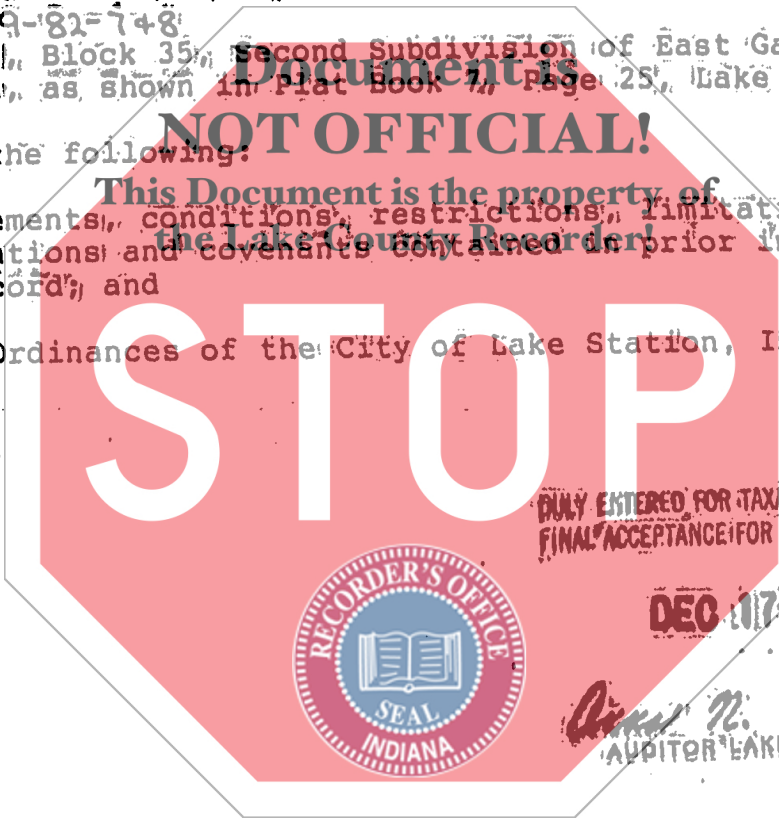 9-82-748
Block 35, Second Subdivision of East Ga
as shown in Plat Book 7, Page 25, Lake
Document is
NOT OFFICIAL!
he following:
This Document is the property of
the Lake County Recorder!
ements, conditions, restrictions, limitat
tions and covenants contained in prior i
cord; and
Ordinances of the City of Lake Station, I
STOP
DULY ENTERED FOR TAXA
FINAL ACCEPTANCE FOR
DEC 17
RECORDER'S OFFICE
SEAL
INDIANA
N.
AUDITOR LAKE